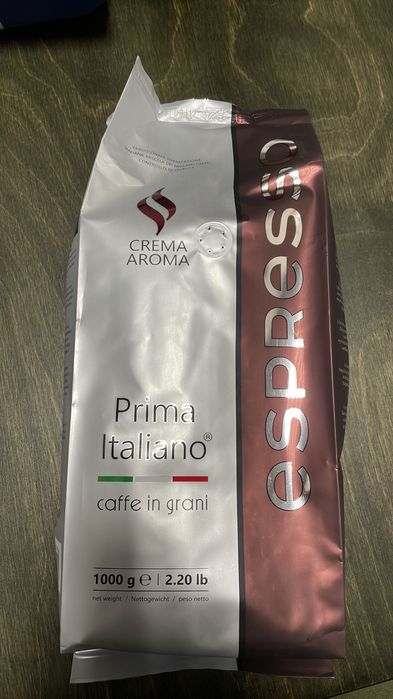 CREMA
AROMA
Prima
Italiano®
caffe in grani
1000 g ℮ | 2.20 lb
net weight / Nettogewicht / peso netto
esPResso